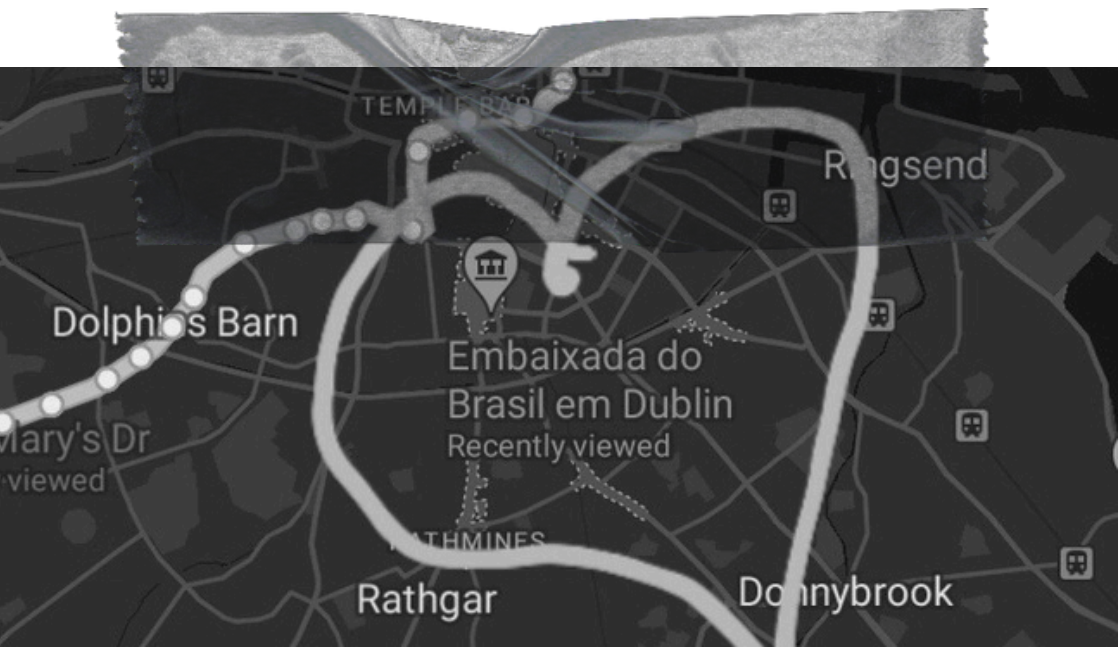 TEMPLE BAR
Ringsend
Dolphins Barn
Embaixada do
Brasil em Dublin
Recently viewed
Mary's Dr
viewed
RATHMINES
Rathgar
Donnybrook